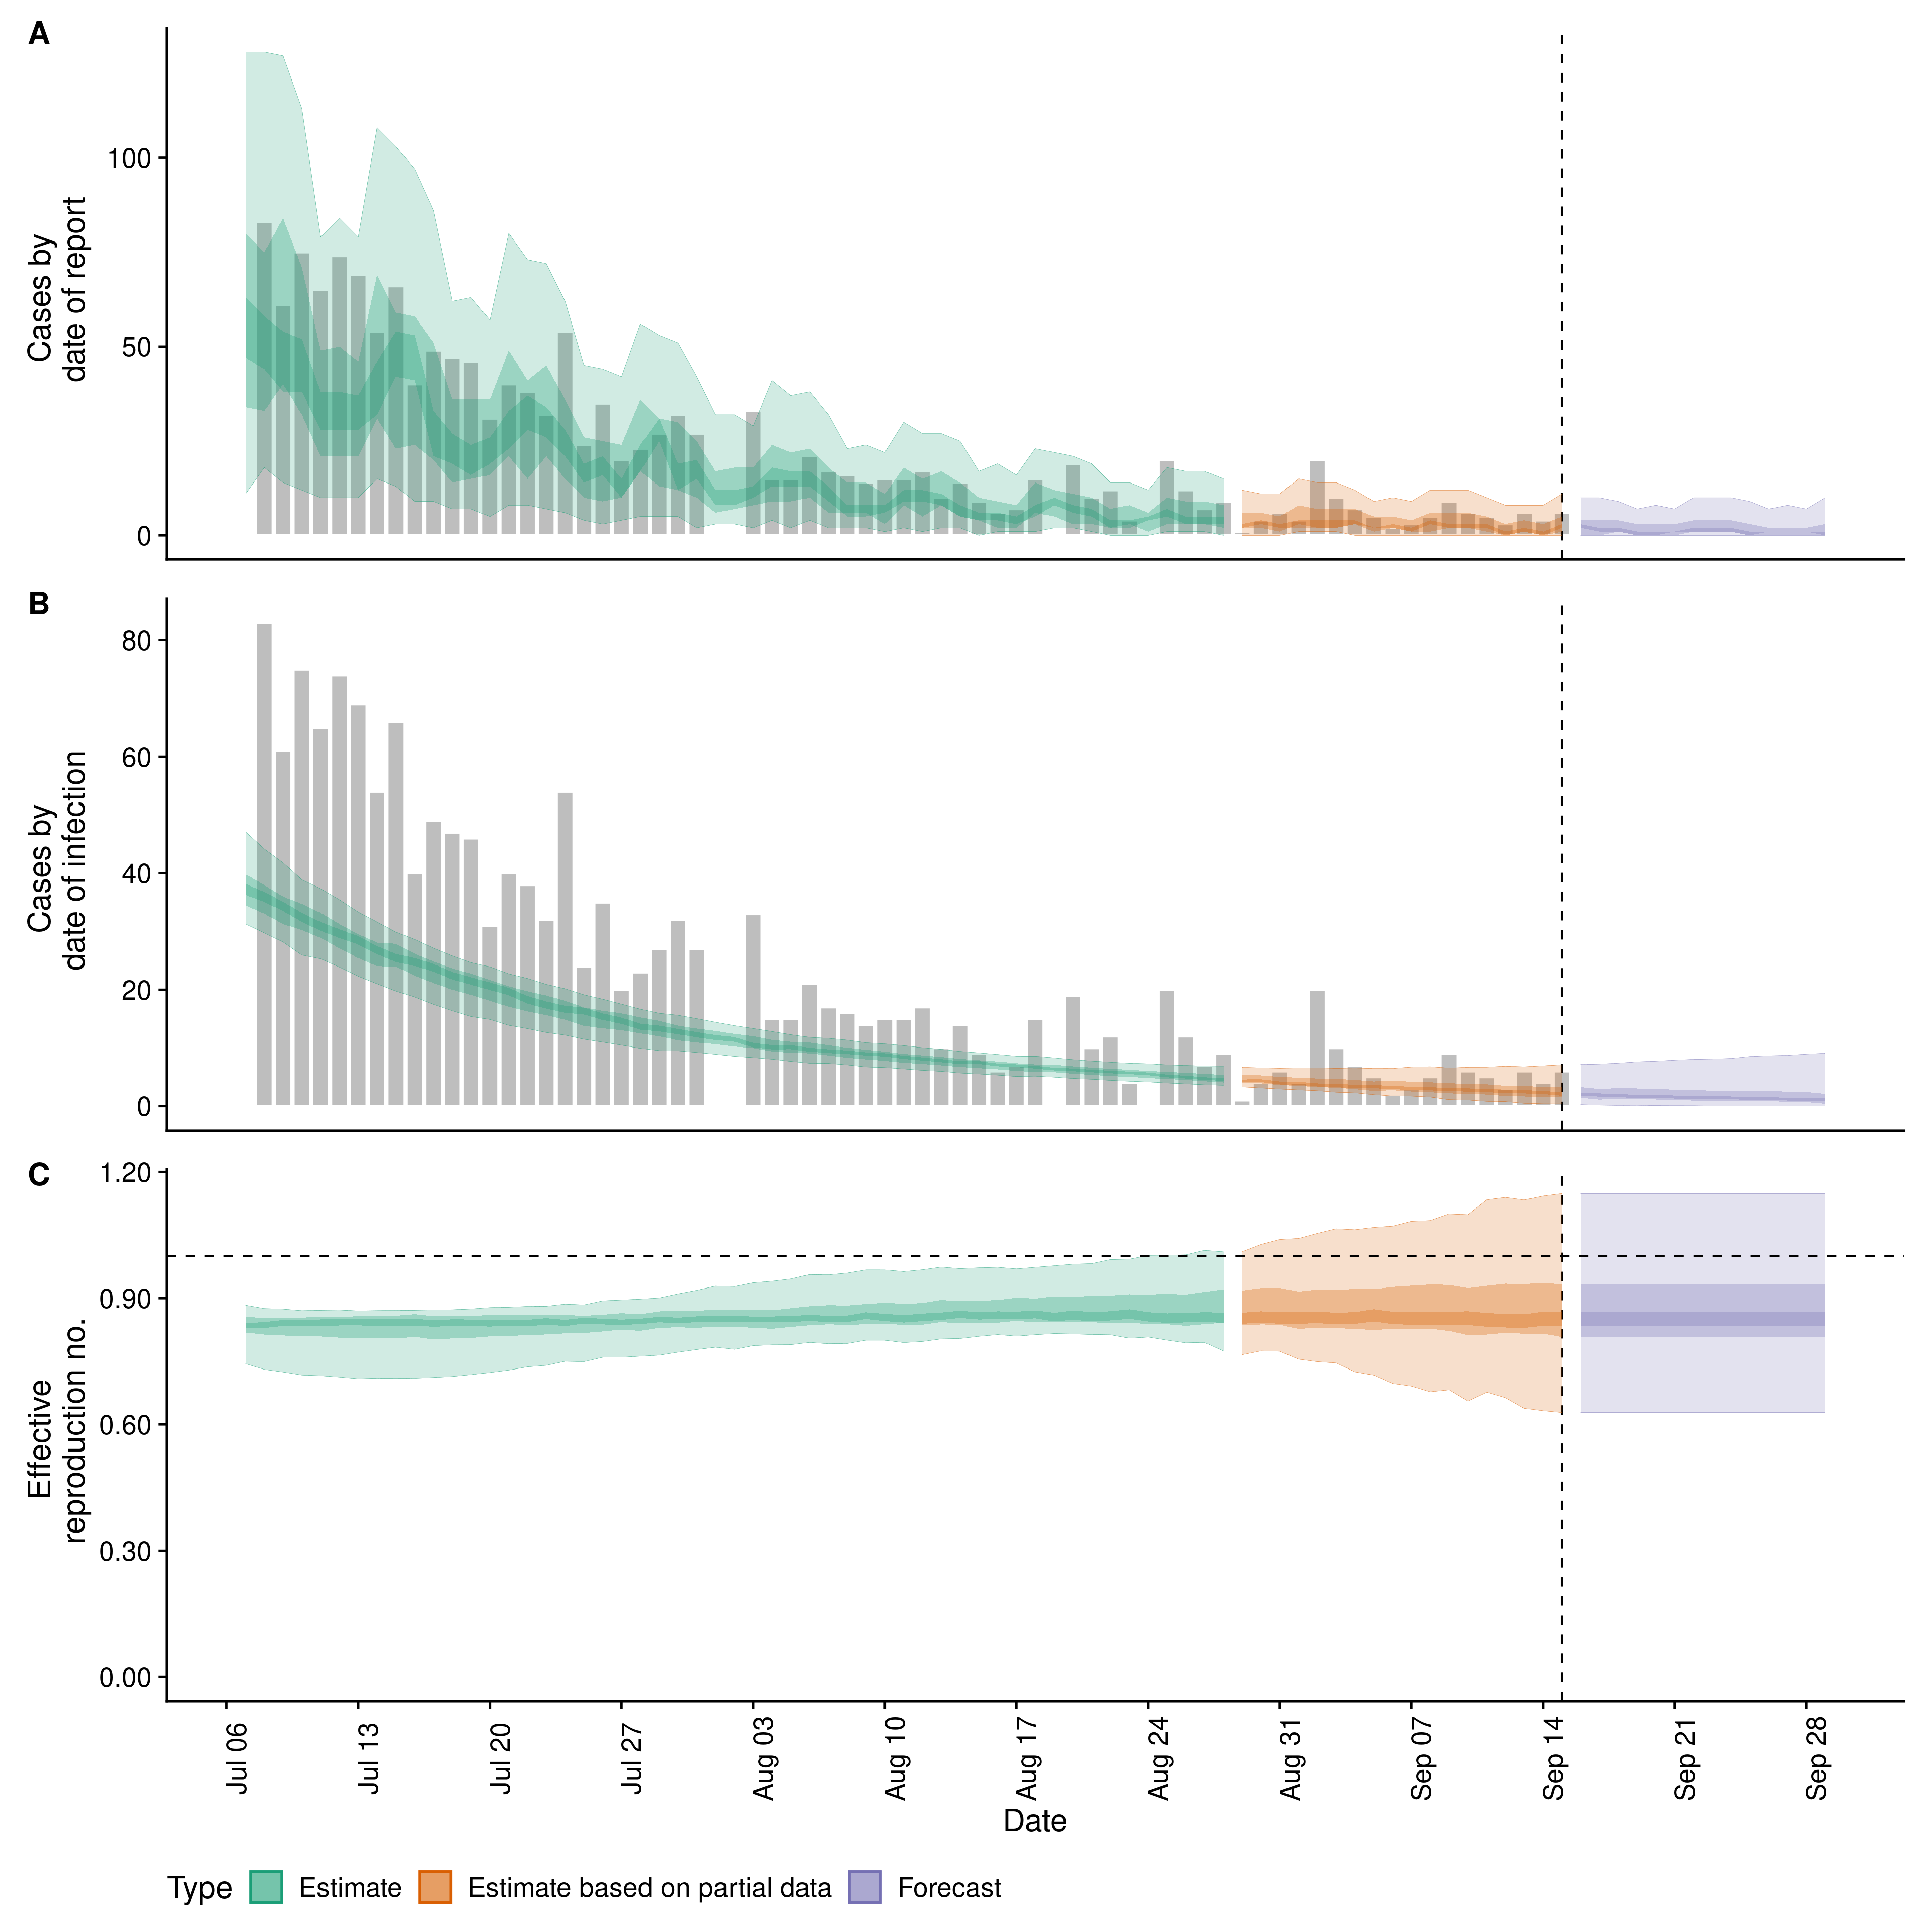 A
Cases by
date of report
100
50
0
B
Cases by
date of infection
80
60
40
20
0
C
Effective
reproduction no.
1.20
0.90
0.60
0.30
0.00
Jul 06
Jul 13
Jul 20
Jul 27
Aug 03
Aug 10
Aug 17
Aug 24
Aug 31
Sep 07
Sep 14
Sep 21
Sep 28
Date
Type Estimate Estimate based on partial data Forecast